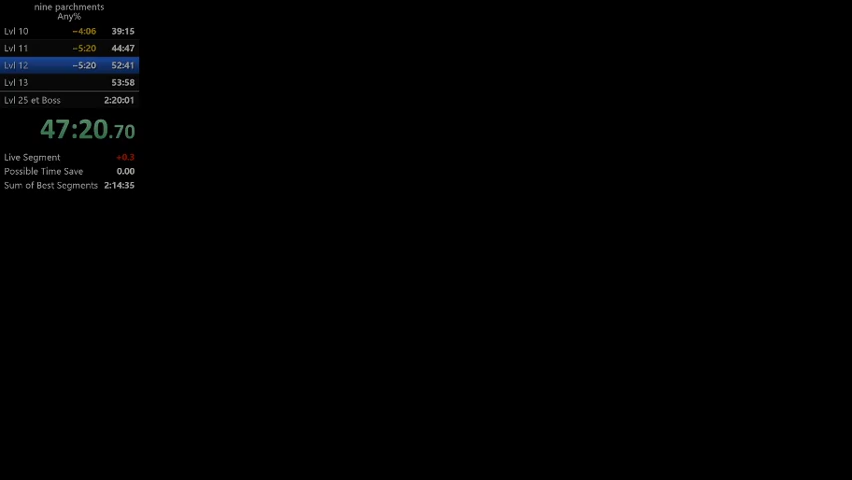 nine parchments
Any%
Lvl 10 −4:06 39:15
Lvl 11 −5:20 44:47
Lvl 12 −5:20 52:41
Lvl 13 53:58
Lvl 25 et Boss 2:20:01
47:20.70
Live Segment +0.3
Possible Time Save 0.00
Sum of Best Segments 2:14:35